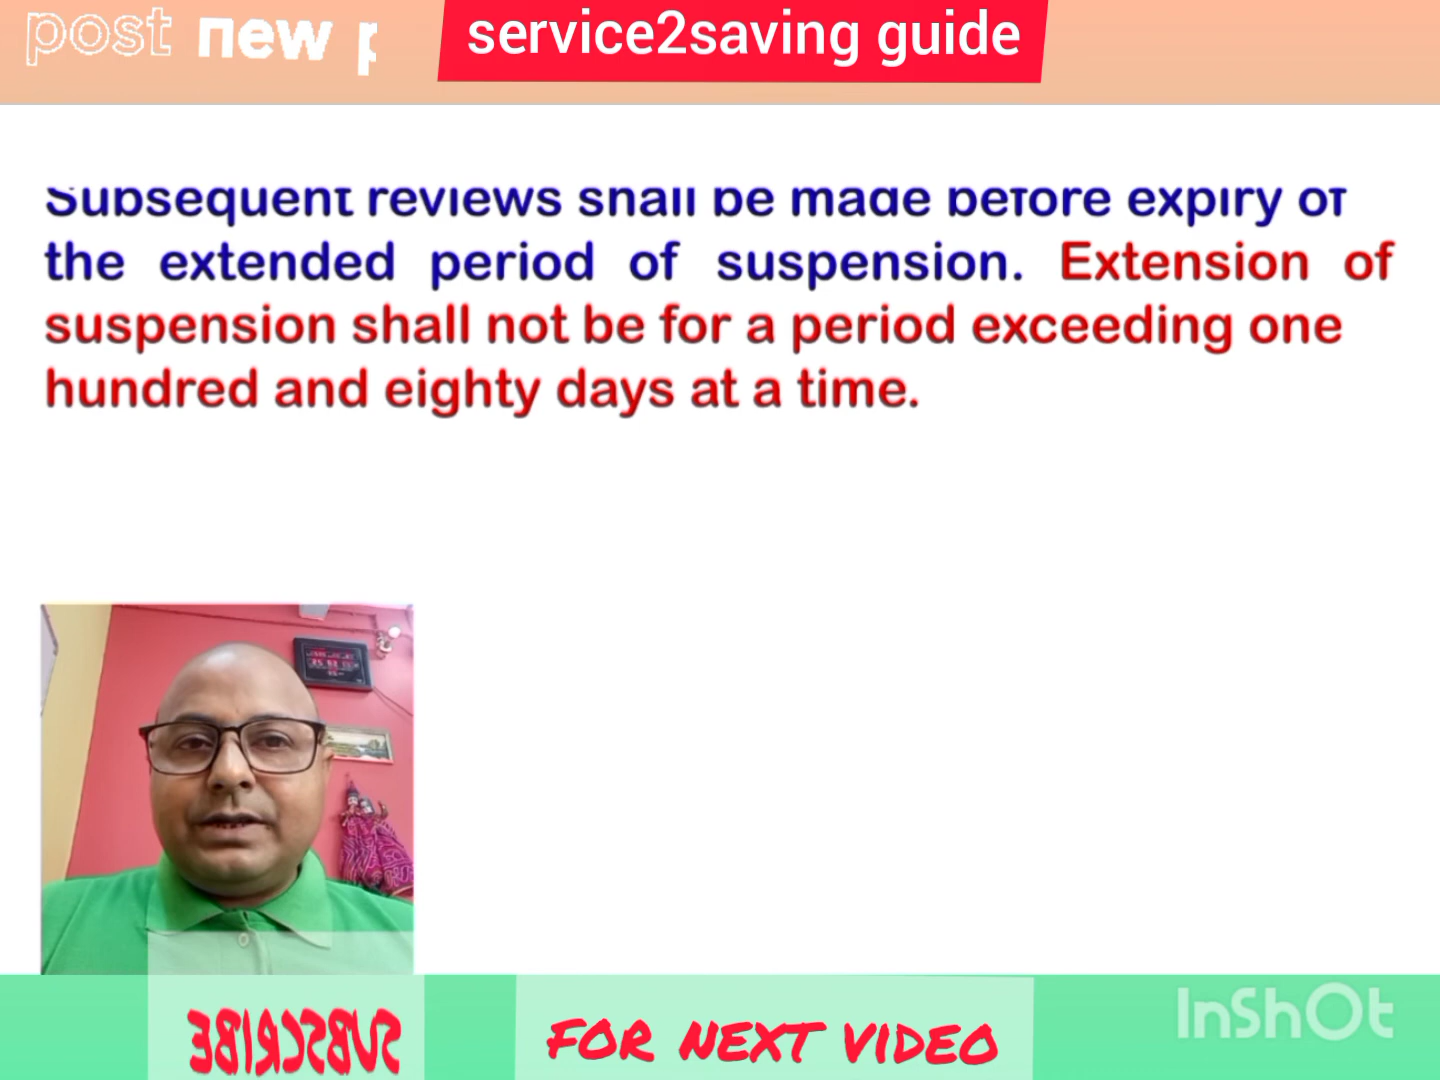 post new
service2saving guide
Subsequent reviews shall be made before expiry of
the extended period of suspension. Extension of
suspension shall not be for a period exceeding one
hundred and eighty days at a time.
SUBSCRIBE
FOR NEXT VIDEO
InShOt